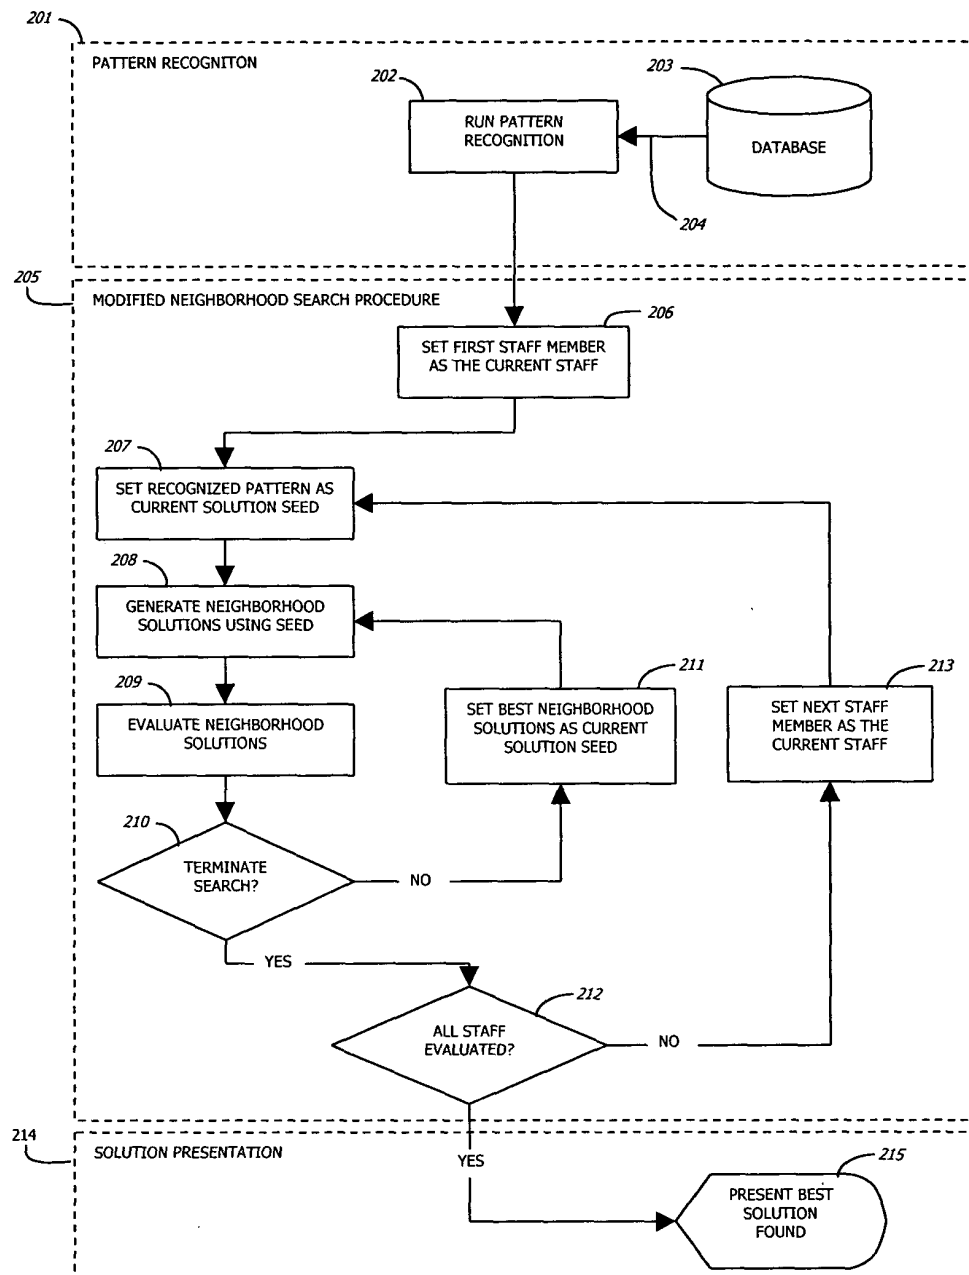 201
PATTERN RECOGNITON
202
203
RUN PATTERN
RECOGNITION
DATABASE
204
205
MODIFIED NEIGHBORHOOD SEARCH PROCEDURE
206
SET FIRST STAFF MEMBER
AS THE CURRENT STAFF
207
SET RECOGNIZED PATTERN AS
CURRENT SOLUTION SEED
208
GENERATE NEIGHBORHOOD
SOLUTIONS USING SEED
209
EVALUATE NEIGHBORHOOD
SOLUTIONS
211
SET BEST NEIGHBORHOOD
SOLUTIONS AS CURRENT
SOLUTION SEED
213
SET NEXT STAFF
MEMBER AS THE
CURRENT STAFF
210
TERMINATE
SEARCH?
NO
YES
212
ALL STAFF
EVALUATED?
NO
214
SOLUTION PRESENTATION
YES
215
PRESENT BEST
SOLUTION
FOUND